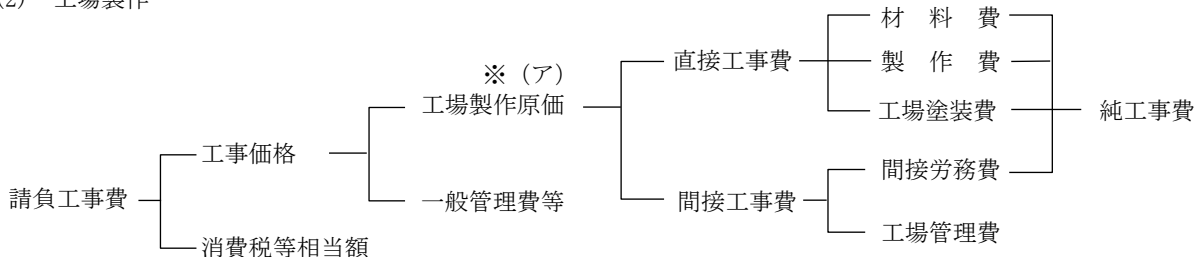 (2) 工場製作
材 料 費
直接工事費
製 作 費
※ (ア)
工場製作原価
工場塗装費
純工事費
工事価格
間接労務費
請負工事費
一般管理費等
間接工事費
工場管理費
消費税等相当額